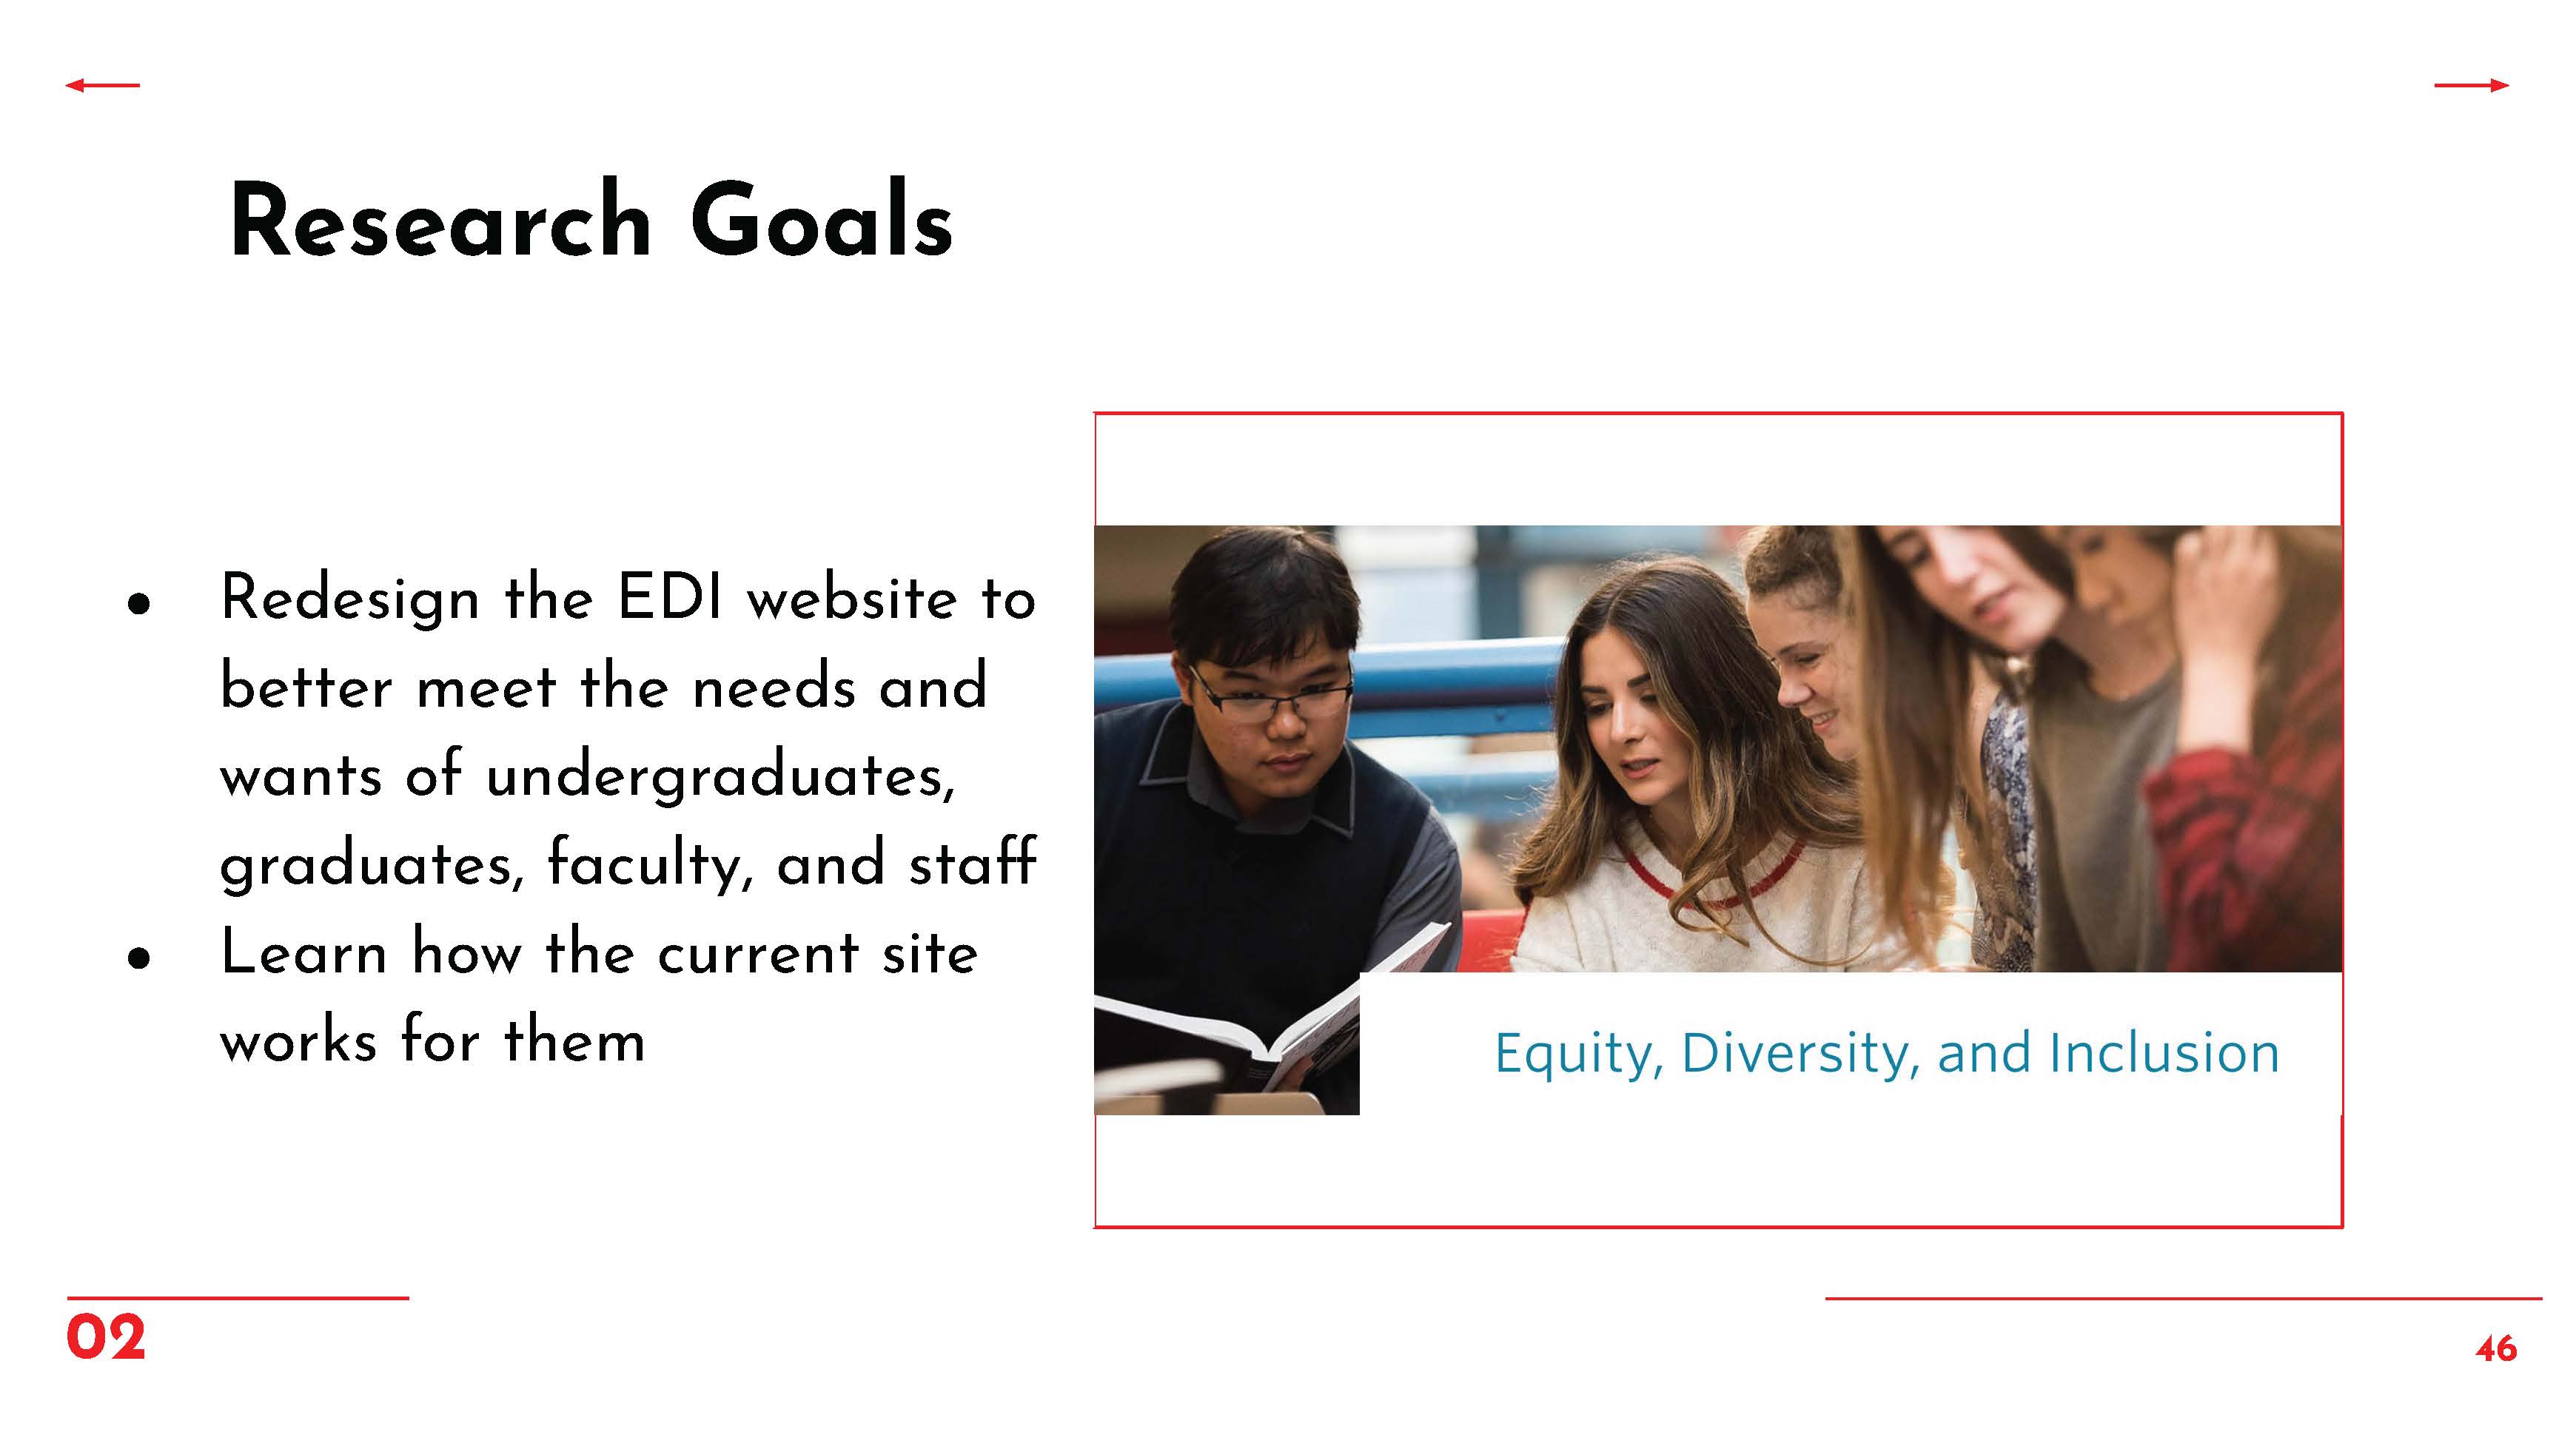 Research Goals
● Redesign the EDI website to
better meet the needs and
wants of undergraduates,
graduates, faculty, and staff
● Learn how the current site
works for them
Equity, Diversity, and Inclusion
02
46